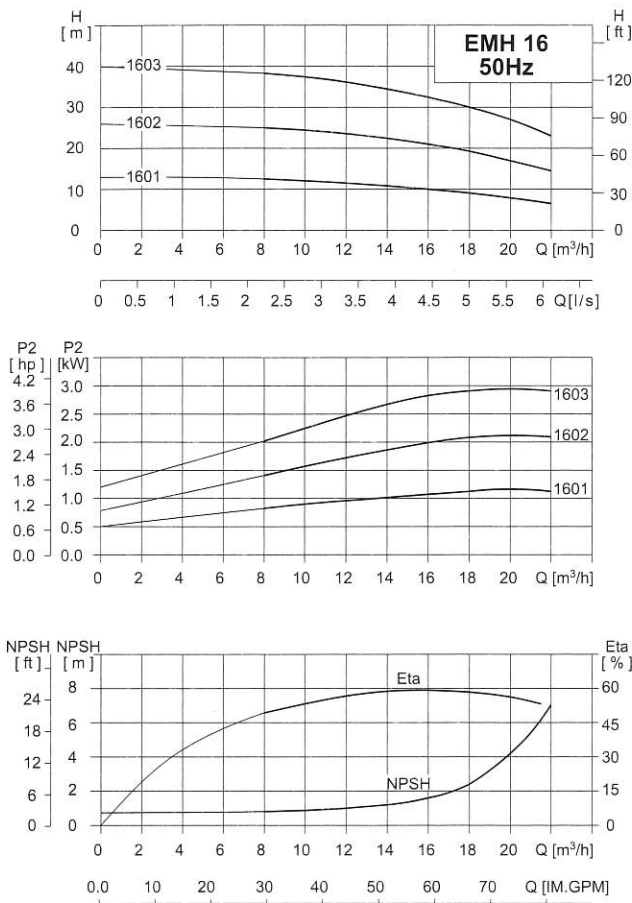 H
[ m ]
H
[ ft ]
EMH 16
50Hz
40
30
20
10
0
1603
1602
1601
120
90
60
30
0
0 2 4 6 8 10 12 14 16 18 20 Q [m³/h]
0 0.5 1 1.5 2 2.5 3 3.5 4 4.5 5 5.5 6 Q[l/s]
P2
[ hp ]
P2
[kW]
4.2
3.6
3.0
2.4
1.8
1.2
0.6
0.0
3.0
2.5
2.0
1.5
1.0
0.5
0.0
1603
1602
1601
0 2 4 6 8 10 12 14 16 18 20 Q [m³/h]
NPSH
[ ft ]
NPSH
[ m ]
Eta
[ % ]
24
18
12
6
0
8
6
4
2
0
Eta
NPSH
60
45
30
15
0
0 2 4 6 8 10 12 14 16 18 20 Q [m³/h]
0.0 10 20 30 40 50 60 70 Q [IM.GPM]